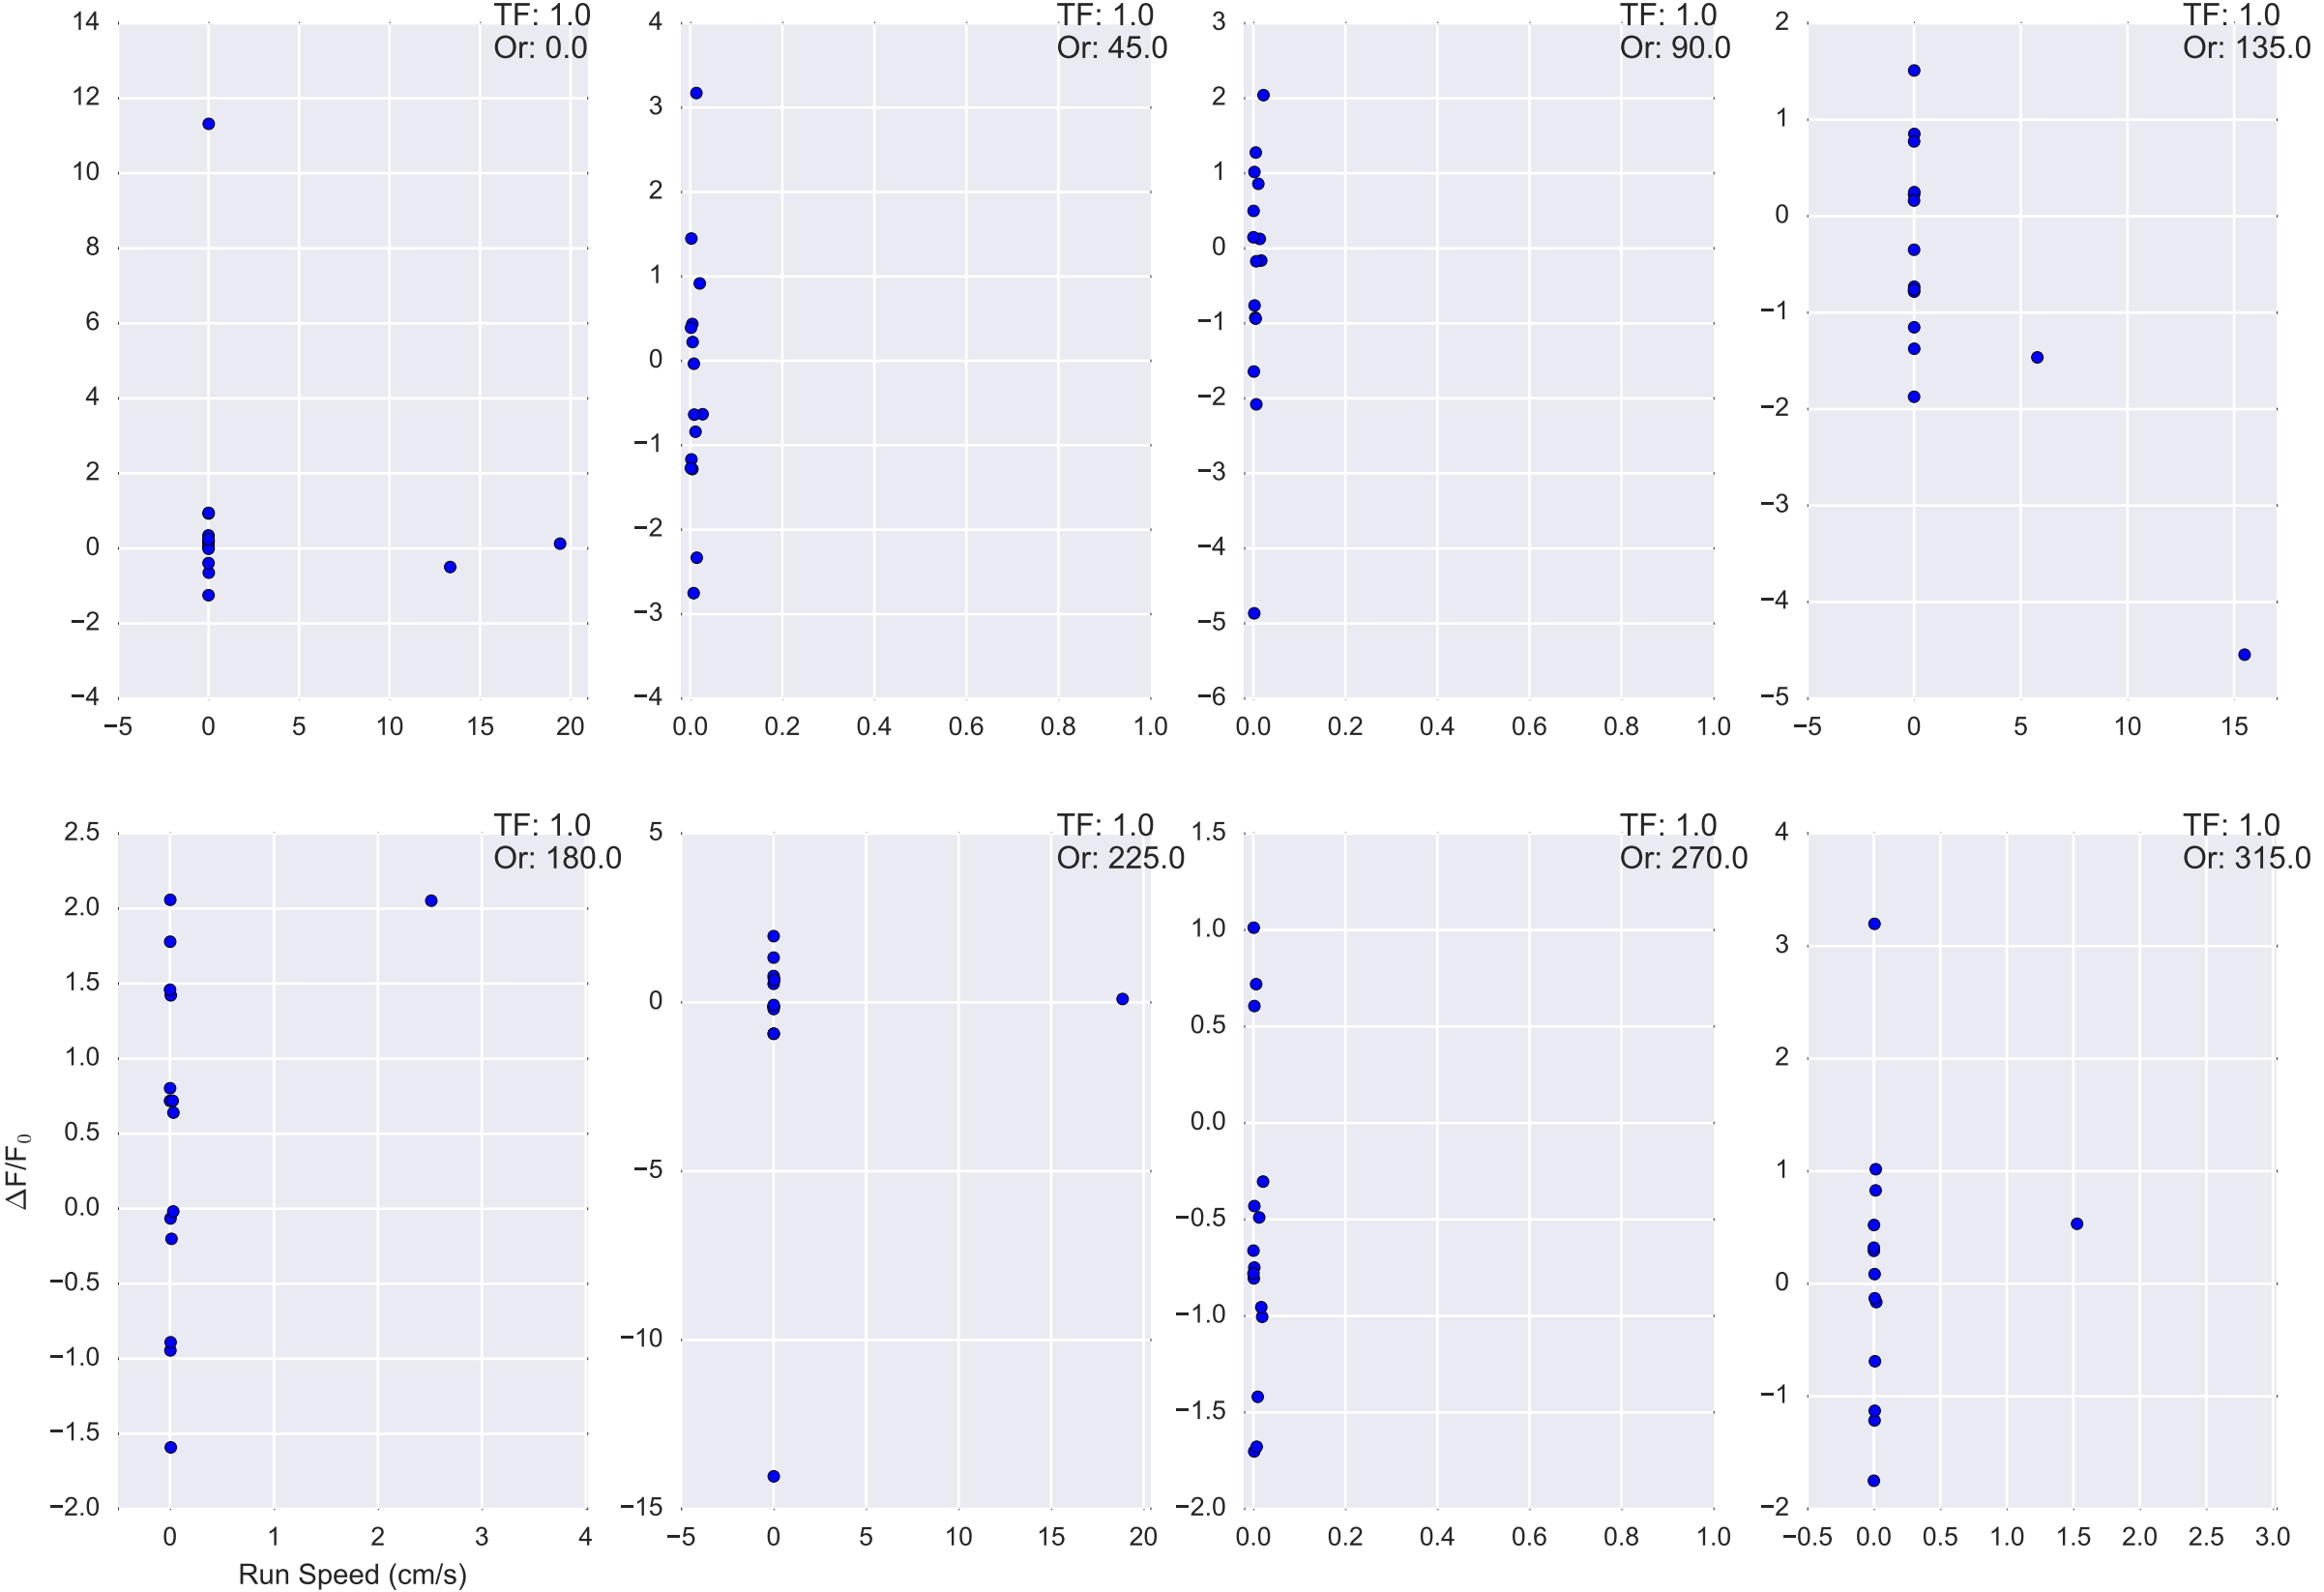 TF: 1.0
Or: 0.0
14
12
10
8
6
4
2
0
−2
−4
−5 0 5 10 15 20
TF: 1.0
Or: 45.0
4
3
2
1
0
−1
−2
−3
−4
0.0 0.2 0.4 0.6 0.8 1.0
TF: 1.0
Or: 90.0
3
2
1
0
−1
−2
−3
−4
−5
−6
0.0 0.2 0.4 0.6 0.8 1.0
TF: 1.0
Or: 135.0
2
1
0
−1
−2
−3
−4
−5
−5 0 5 10 15
TF: 1.0
Or: 180.0
2.5
2.0
1.5
1.0
0.5
0.0
−0.5
−1.0
−1.5
−2.0
0 1 2 3 4
Run Speed (cm/s)
ΔF/F₀
TF: 1.0
Or: 225.0
5
0
−5
−10
−15
−5 0 5 10 15 20
TF: 1.0
Or: 270.0
1.5
1.0
0.5
0.0
−0.5
−1.0
−1.5
−2.0
0.0 0.2 0.4 0.6 0.8 1.0
TF: 1.0
Or: 315.0
4
3
2
1
0
−1
−2
−0.5 0.0 0.5 1.0 1.5 2.0 2.5 3.0